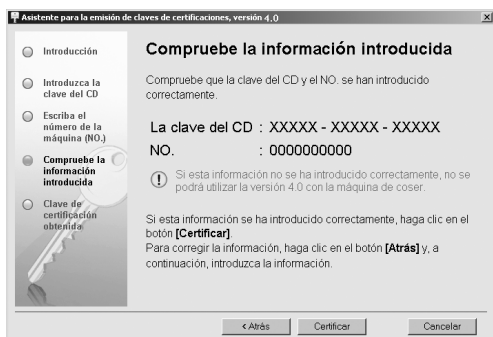 Asistente para la emisión de claves de certificaciones, versión 4.0
Introducción
Introduzca la
clave del CD
Escriba el
número de la
máquina (NO.)
Compruebe la
información
introducida
Clave de
certificación
obtenida
Compruebe la información introducida
Compruebe que la clave del CD y el NO. se han introducido
correctamente.
La clave del CD : XXXXX - XXXXX - XXXXX
NO. : 0000000000
Si esta información no se ha introducido correctamente, no se
podrá utilizar la versión 4.0 con la máquina de coser.
Si esta información se ha introducido correctamente, haga clic en el
botón [Certificar].
Para corregir la información, haga clic en el botón [Atrás] y, a
continuación, introduzca la información.
< Atrás Certificar Cancelar